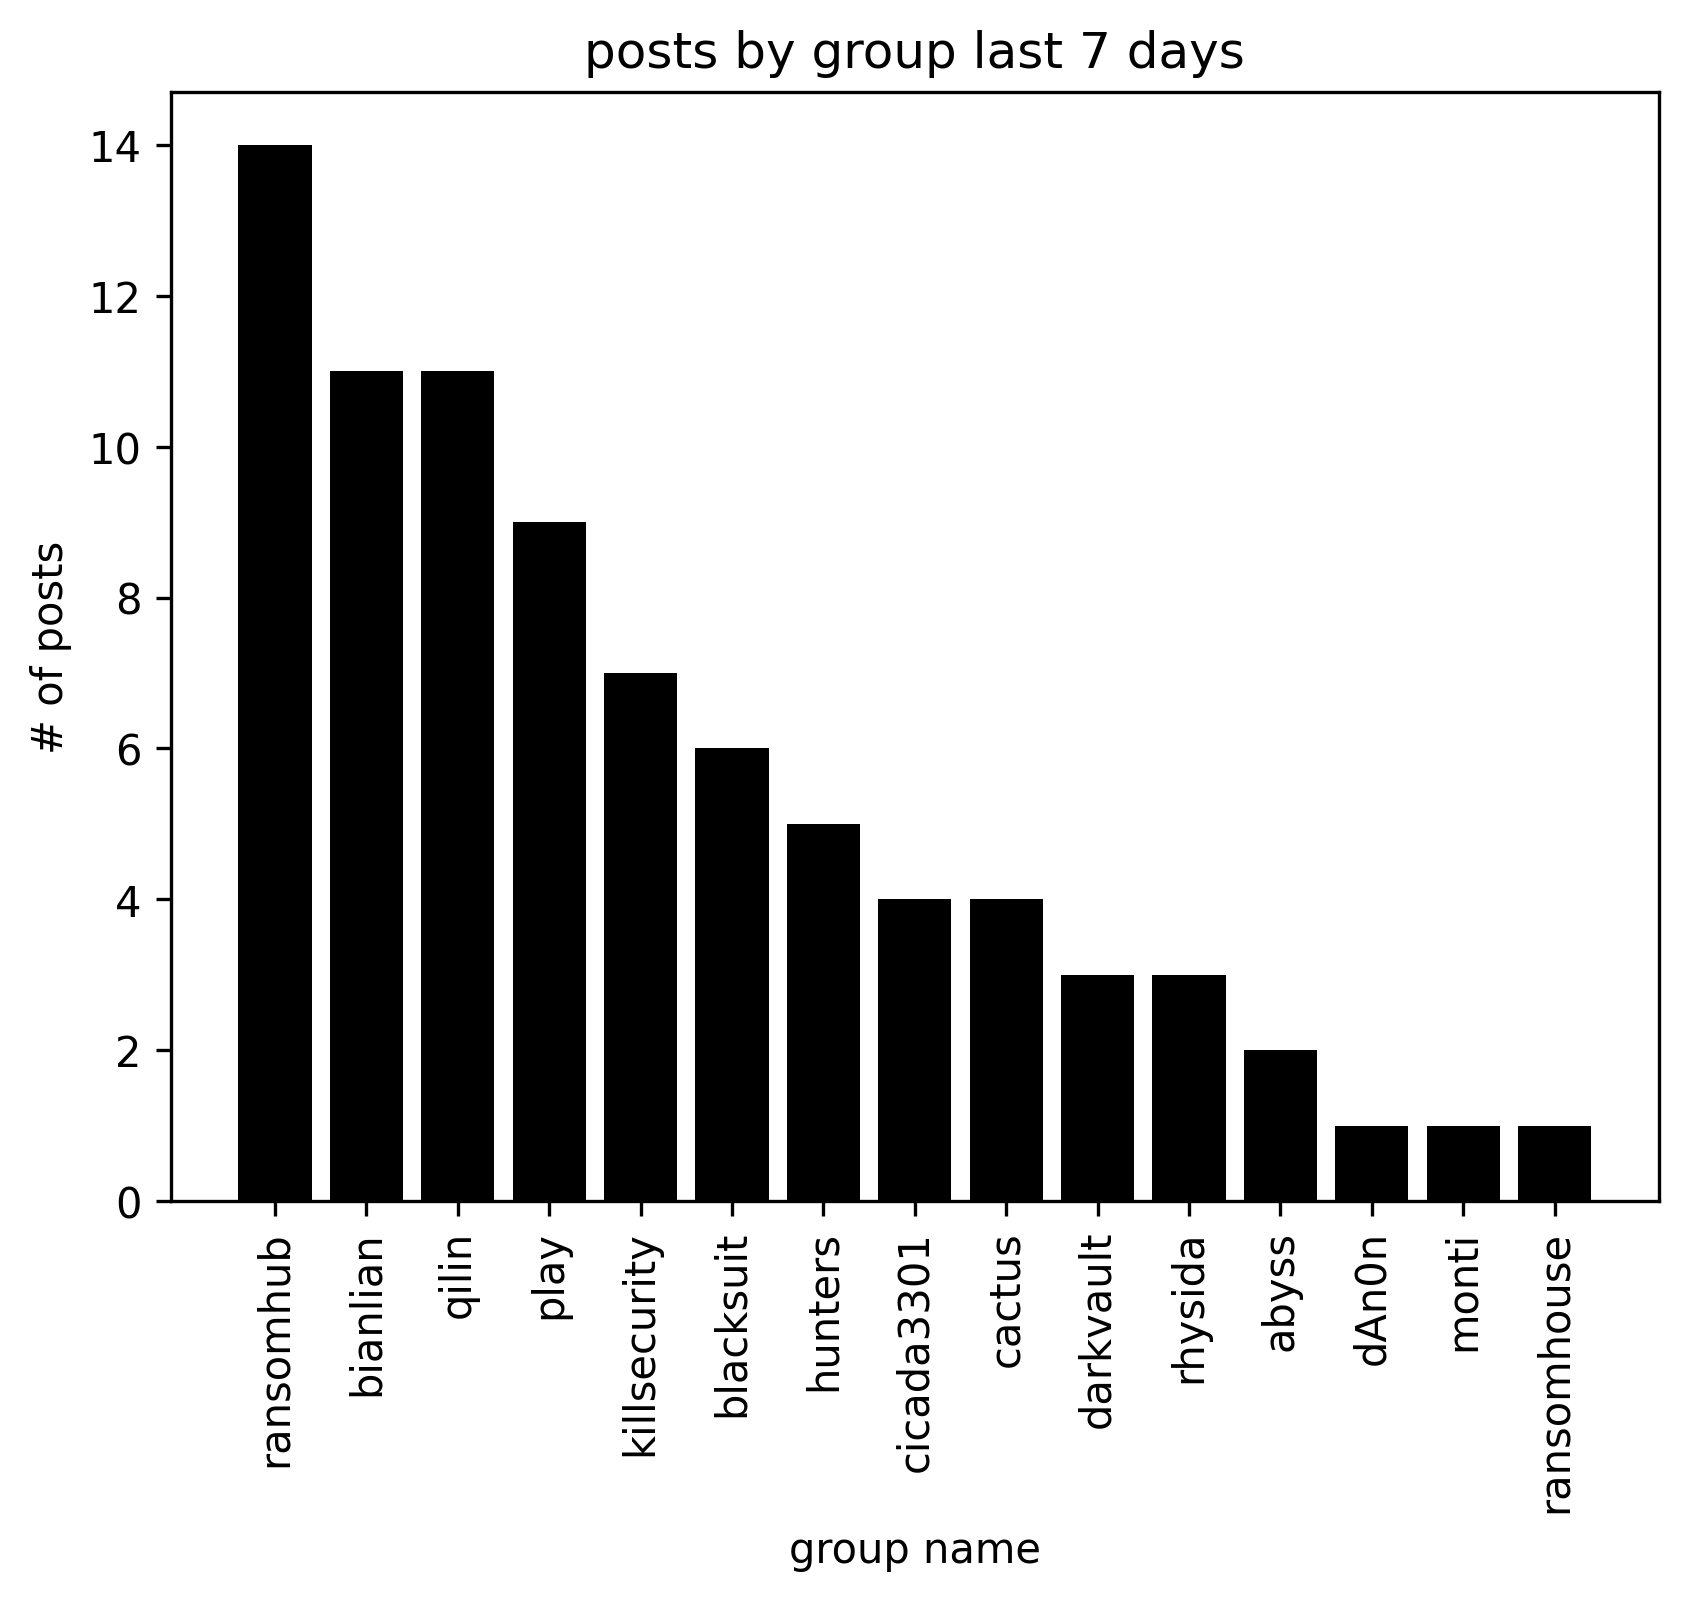 posts by group last 7 days
# of posts
14
12
10
8
6
4
2
0
ransomhub
bianlian
qilin
play
killsecurity
blacksuit
hunters
cicada3301
cactus
darkvault
rhysida
abyss
dAn0n
monti
ransomhouse
group name